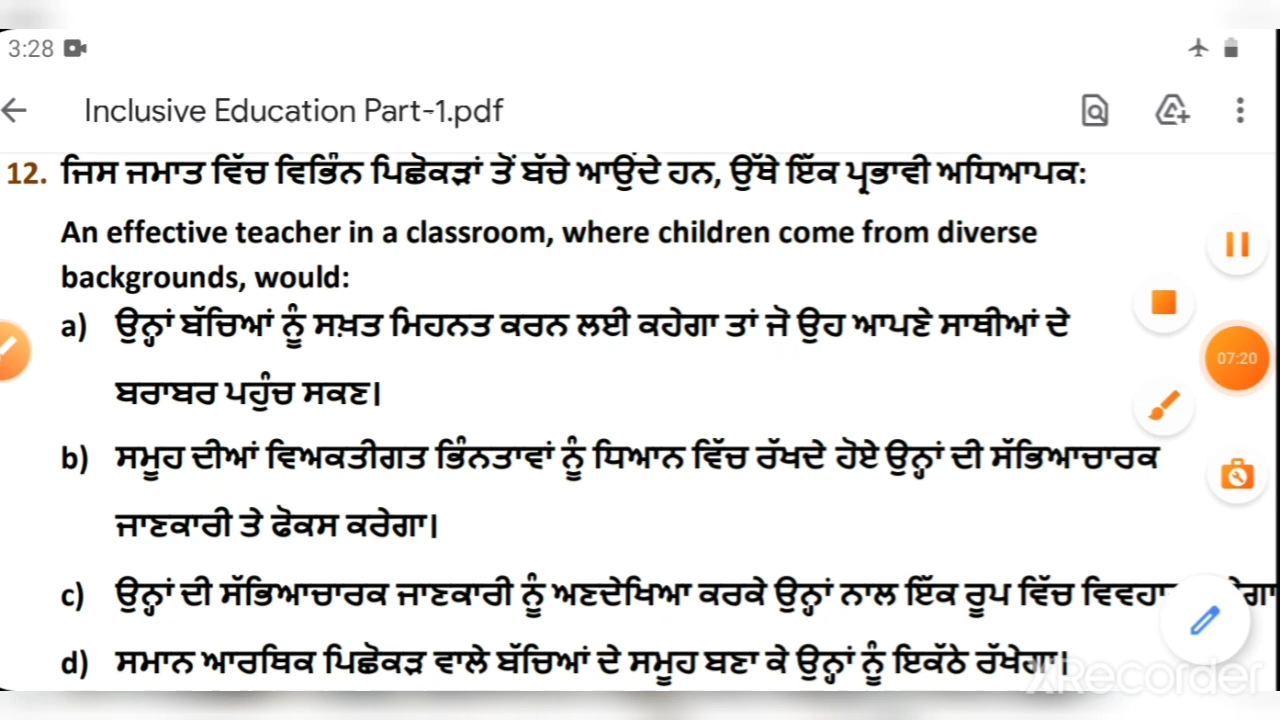 3:28
Inclusive Education Part-1.pdf
12. ਜਿਸ ਜਮਾਤ ਵਿੱਚ ਵਿਭਿੰਨ ਪਿਛੋਕੜਾਂ ਤੋਂ ਬੱਚੇ ਆਉਂਦੇ ਹਨ, ਉੱਥੇ ਇੱਕ ਪ੍ਰਭਾਵੀ ਅਧਿਆਪਕ:
An effective teacher in a classroom, where children come from diverse
backgrounds, would:
a) ਉਨ੍ਹਾਂ ਬੱਚਿਆਂ ਨੂੰ ਸਖ਼ਤ ਮਿਹਨਤ ਕਰਨ ਲਈ ਕਹੇਗਾ ਤਾਂ ਜੋ ਉਹ ਆਪਣੇ ਸਾਥੀਆਂ ਦੇ
ਬਰਾਬਰ ਪਹੁੰਚ ਸਕਣ।
07:20
b) ਸਮੂਹ ਦੀਆਂ ਵਿਅਕਤੀਗਤ ਭਿੰਨਤਾਵਾਂ ਨੂੰ ਧਿਆਨ ਵਿੱਚ ਰੱਖਦੇ ਹੋਏ ਉਨ੍ਹਾਂ ਦੀ ਸੱਭਿਆਚਾਰਕ
ਜਾਣਕਾਰੀ ਤੇ ਫੋਕਸ ਕਰੇਗਾ।
c) ਉਨ੍ਹਾਂ ਦੀ ਸੱਭਿਆਚਾਰਕ ਜਾਣਕਾਰੀ ਨੂੰ ਅਣਦੇਖਿਆ ਕਰਕੇ ਉਨ੍ਹਾਂ ਨਾਲ ਇੱਕ ਰੂਪ ਵਿੱਚ
d) ਸਮਾਨ ਆਰਥਿਕ ਪਿਛੋਕੜ ਵਾਲੇ ਬੱਚਿਆਂ ਦੇ ਸਮੂਹ ਬਣਾ ਕੇ ਉਨ੍ਹਾਂ ਨੂੰ ਇਕੱਠੇ ਰੱਖੇਗਾ।
XRecorder